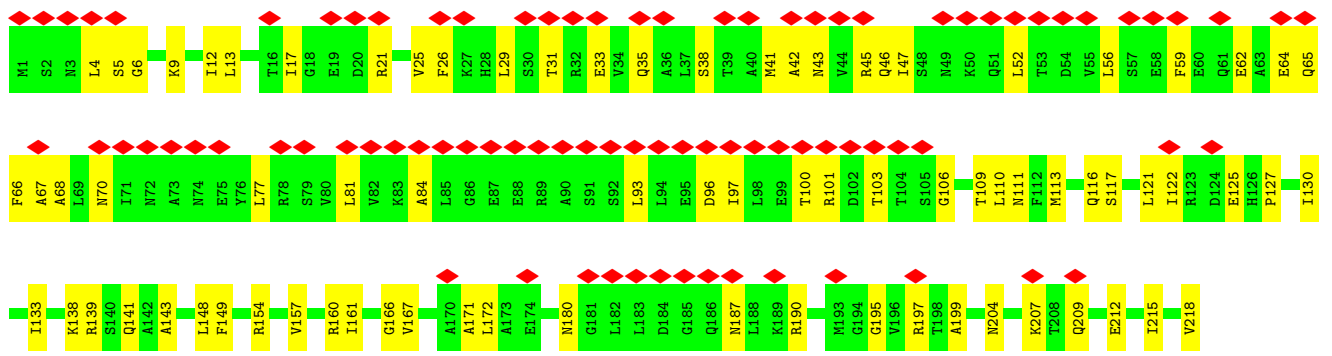 M1 S2 N3 L4 S5 G6 K9 I12 L13 T16 I17 G18 E19 D20 R21 V25 F26 K27 H28 L29 S30 T31 R32 E33 V34 Q35 A36 L37 S38 T39 A40 M41 A42 N43 V44 R45 Q46 I47 S48 N49 K50 Q51 L52 T53 D54 V55 L56 S57 E58 F59 E60 Q61 E62 A63 E64 Q65
F66 A67 A68 L69 N70 I71 N72 A73 N74 E75 Y76 L77 R78 S79 V80 L81 V82 K83 A84 L85 G86 E87 E88 R89 A90 S91 S92 L93 L94 E95 D96 I97 L98 E99 T100 R101 D102 T103 T104 S105 G106 T109 L110 N111 F112 M113 Q116 S117 L121 I122 R123 D124 E125 H126 P127 I130
I133 K138 R139 S140 Q141 A142 A143 L148 F149 R154 V157 R160 I161 G166 V167 A170 A171 L172 A173 E174 N180 G181 L182 L183 D184 G185 Q186 N187 L188 K189 R190 M193 G194 G195 V196 R197 T198 A199 N204 K207 T208 Q209 E212 I215 V218